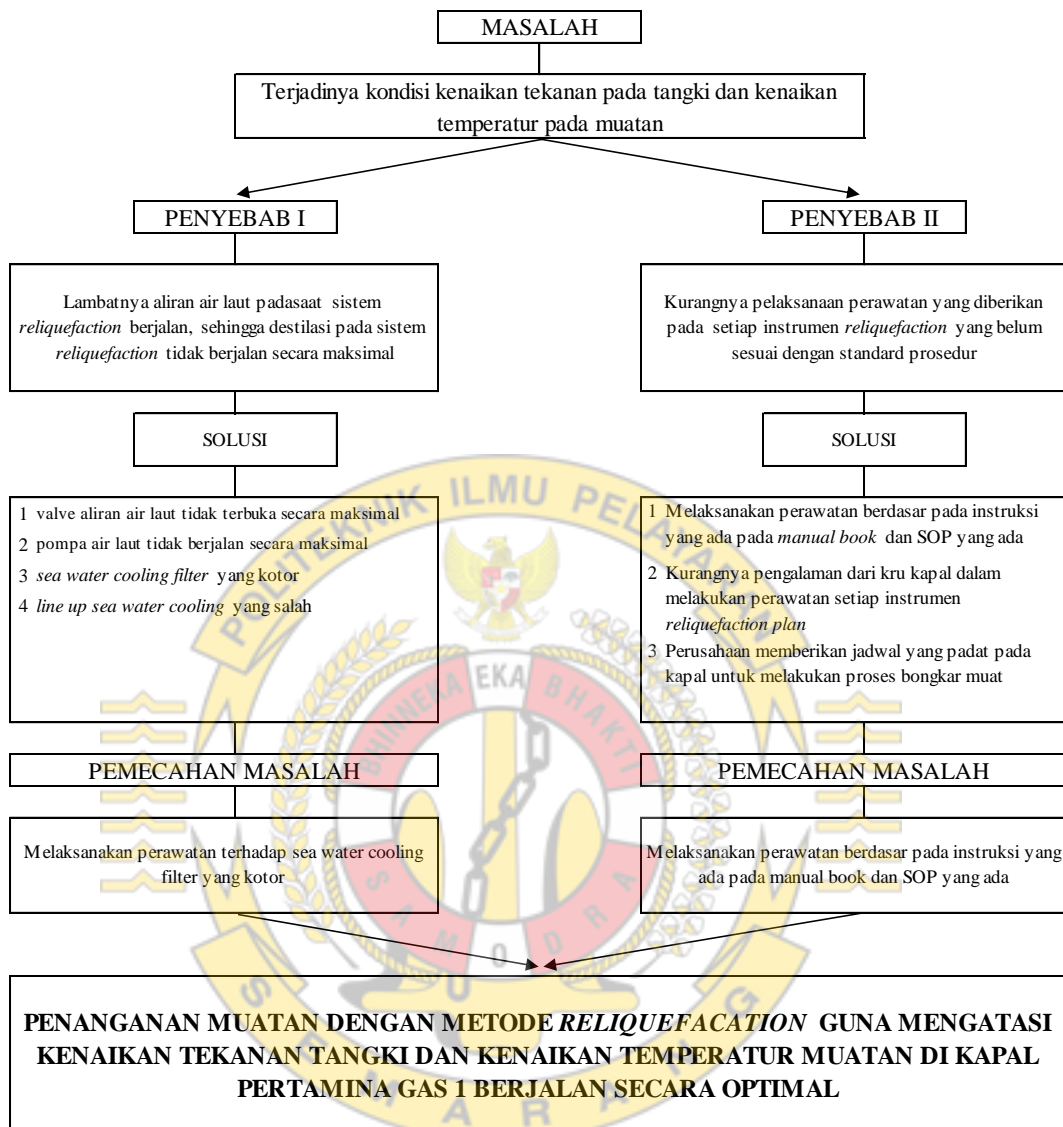 MASALAH
Terjadinya kondisi kenaikan tekanan pada tangki dan kenaikan
temperatur pada muatan
PENYEBAB I
Lambatnya aliran air laut padasaat sistem
reliquefaction berjalan, sehingga destilasi pada sistem
reliquefaction tidak berjalan secara maksimal
SOLUSI
1 valve aliran air laut tidak terbuka secara maksimal
2 pompa air laut tidak berjalan secara maksimal
3 sea water cooling filter yang kotor
4 line up sea water cooling yang salah
PEMECAHAN MASALAH
Melaksanakan perawatan terhadap sea water cooling
filter yang kotor
PENYEBAB II
Kurangnya pelaksanaan perawatan yang diberikan
pada setiap instrumen reliquefaction yang belum
sesuai dengan standard prosedur
SOLUSI
1 Melaksanakan perawatan berdasar pada instruksi
yang ada pada manual book dan SOP yang ada
2 Kurangnya pengalaman dari kru kapal dalam
melakukan perawatan setiap instrumen
reliquefaction plan
3 Perusahaan memberikan jadwal yang padat pada
kapal untuk melakukan proses bongkar muat
PEMECAHAN MASALAH
Melaksanakan perawatan berdasar pada instruksi yang
ada pada manual book dan SOP yang ada
PENANGANAN MUATAN DENGAN METODE RELIQUEFACATION GUNA MENGATASI
KENAIKAN TEKANAN TANGKI DAN KENAIKAN TEMPERATUR MUATAN DI KAPAL
PERTAMINA GAS 1 BERJALAN SECARA OPTIMAL
POLITEKNIK ILMU PELAYARAN
BHINNEKA EKA BHAKTI
SAMODRA
SEMARANG